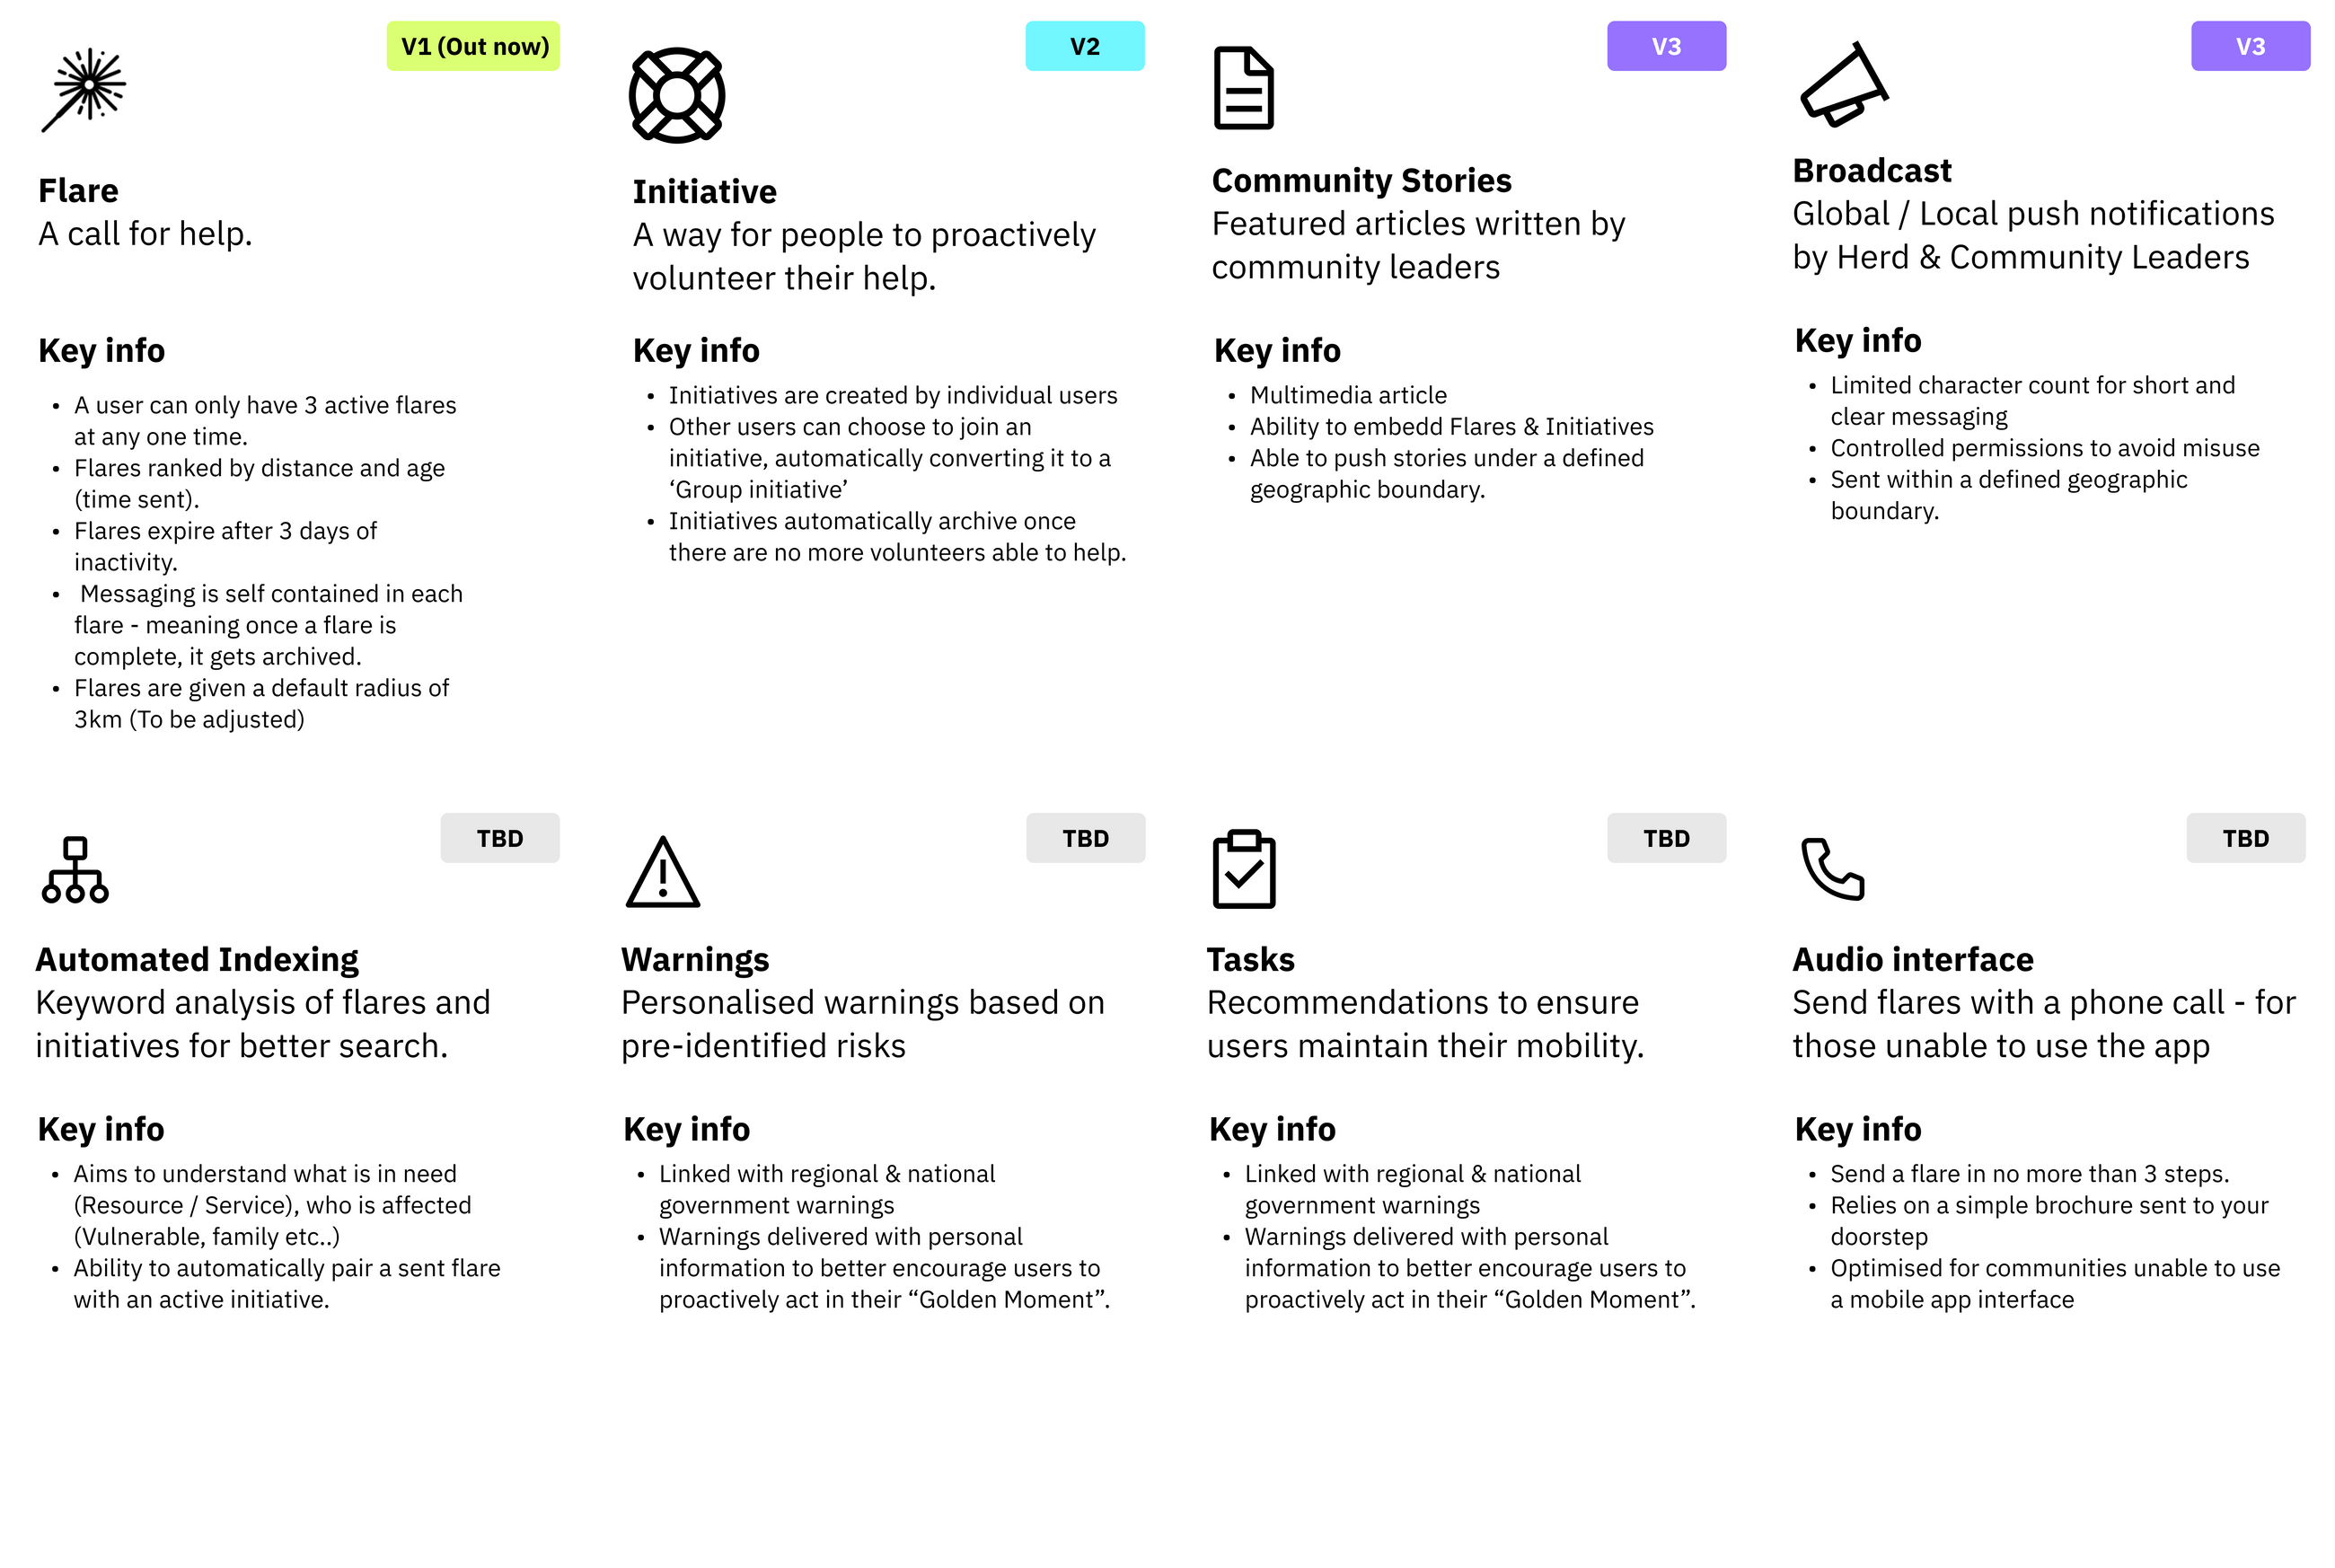 V1 (Out now)
Flare
A call for help.
Key info
• A user can only have 3 active flares
at any one time.
• Flares ranked by distance and age
(time sent).
• Flares expire after 3 days of
inactivity.
• Messaging is self contained in each
flare - meaning once a flare is
complete, it gets archived.
• Flares are given a default radius of
3km (To be adjusted)
V2
Initiative
A way for people to proactively
volunteer their help.
Key info
• Initiatives are created by individual users
• Other users can choose to join an
initiative, automatically converting it to a
‘Group initiative’
• Initiatives automatically archive once
there are no more volunteers able to help.
V3
Community Stories
Featured articles written by
community leaders
Key info
• Multimedia article
• Ability to embedd Flares & Initiatives
• Able to push stories under a defined
geographic boundary.
V3
Broadcast
Global / Local push notifications
by Herd & Community Leaders
Key info
• Limited character count for short and
clear messaging
• Controlled permissions to avoid misuse
• Sent within a defined geographic
boundary.
TBD
Automated Indexing
Keyword analysis of flares and
initiatives for better search.
Key info
• Aims to understand what is in need
(Resource / Service), who is affected
(Vulnerable, family etc..)
• Ability to automatically pair a sent flare
with an active initiative.
TBD
Warnings
Personalised warnings based on
pre-identified risks
Key info
• Linked with regional & national
government warnings
• Warnings delivered with personal
information to better encourage users to
proactively act in their “Golden Moment”.
TBD
Tasks
Recommendations to ensure
users maintain their mobility.
Key info
• Linked with regional & national
government warnings
• Warnings delivered with personal
information to better encourage users to
proactively act in their “Golden Moment”.
TBD
Audio interface
Send flares with a phone call - for
those unable to use the app
Key info
• Send a flare in no more than 3 steps.
• Relies on a simple brochure sent to your
doorstep
• Optimised for communities unable to use
a mobile app interface